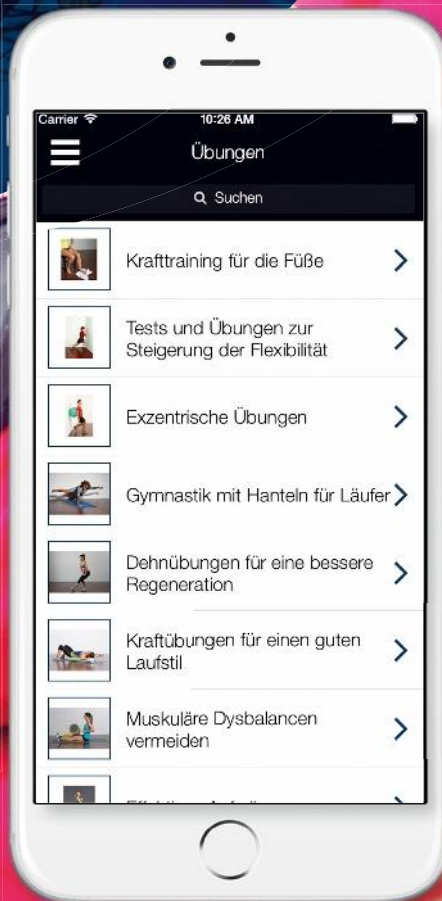 Carrier
10:26 AM
Übungen
Suchen
Krafttraining für die Füße
Tests und Übungen zur
Steigerung der Flexibilität
Exzentrische Übungen
Gymnastik mit Hanteln für Läufer
Dehnübungen für eine bessere
Regeneration
Kraftübungen für einen guten
Laufstil
Muskuläre Dysbalancen
vermeiden